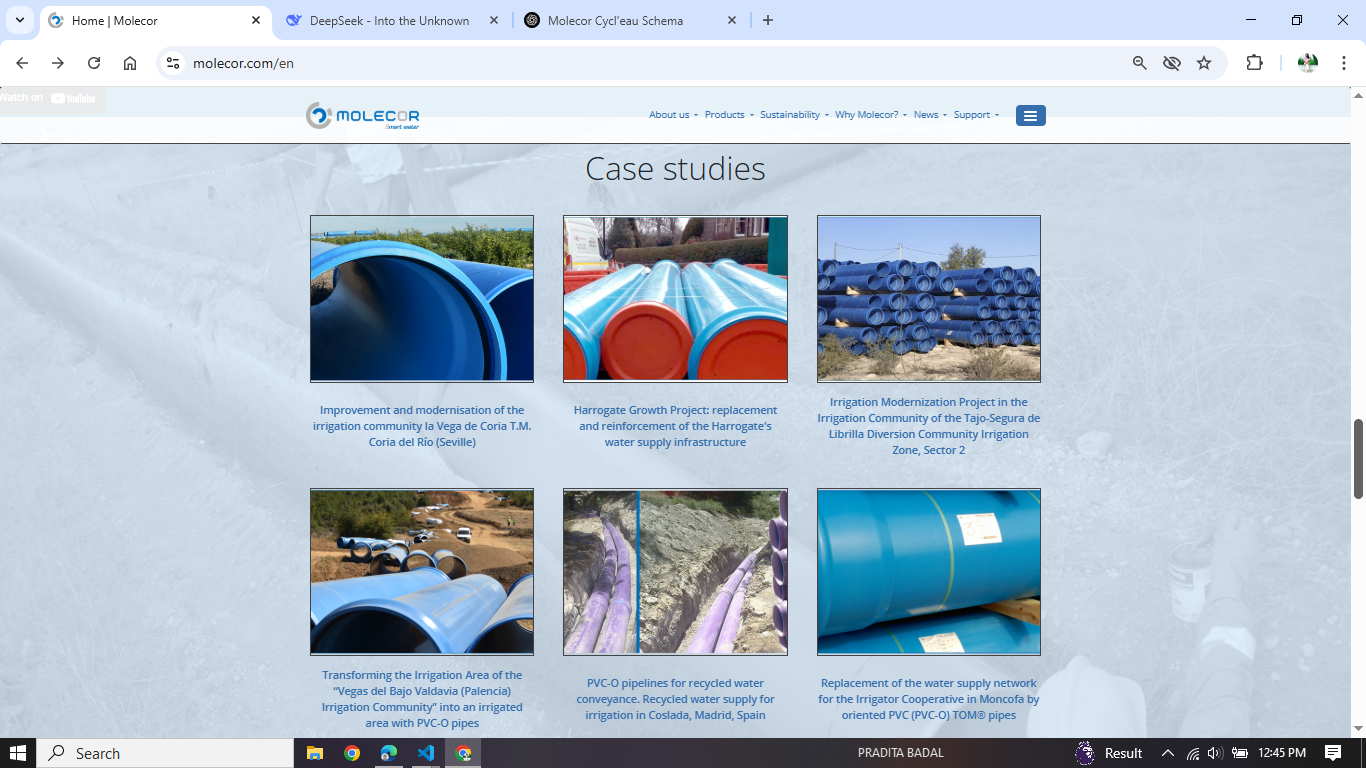 Home | Molecor
DeepSeek - Into the Unknown
Molecor Cycl'eau Schema
molecor.com/en
Watch on YouTube
MOLECOR
Smart water
About us Products Sustainability Why Molecor? News Support
Case studies
Improvement and modernisation of the
irrigation community la Vega de Coria T.M.
Coria del Río (Seville)
Harrogate Growth Project: replacement
and reinforcement of the Harrogate's
water supply infrastructure
Irrigation Modernization Project in the
Irrigation Community of the Tajo-Segura de
Librilla Diversion Community Irrigation
Zone, Sector 2
Transforming the Irrigation Area of the
“Vegas del Bajo Valdavia (Palencia)
Irrigation Community” into an irrigated
area with PVC-O pipes
PVC-O pipelines for recycled water
conveyance. Recycled water supply for
irrigation in Coslada, Madrid, Spain
Replacement of the water supply network
for the Irrigator Cooperative in Moncofa by
oriented PVC (PVC-O) TOM® pipes
Search
PRADITA BADAL
Result
12:45 PM